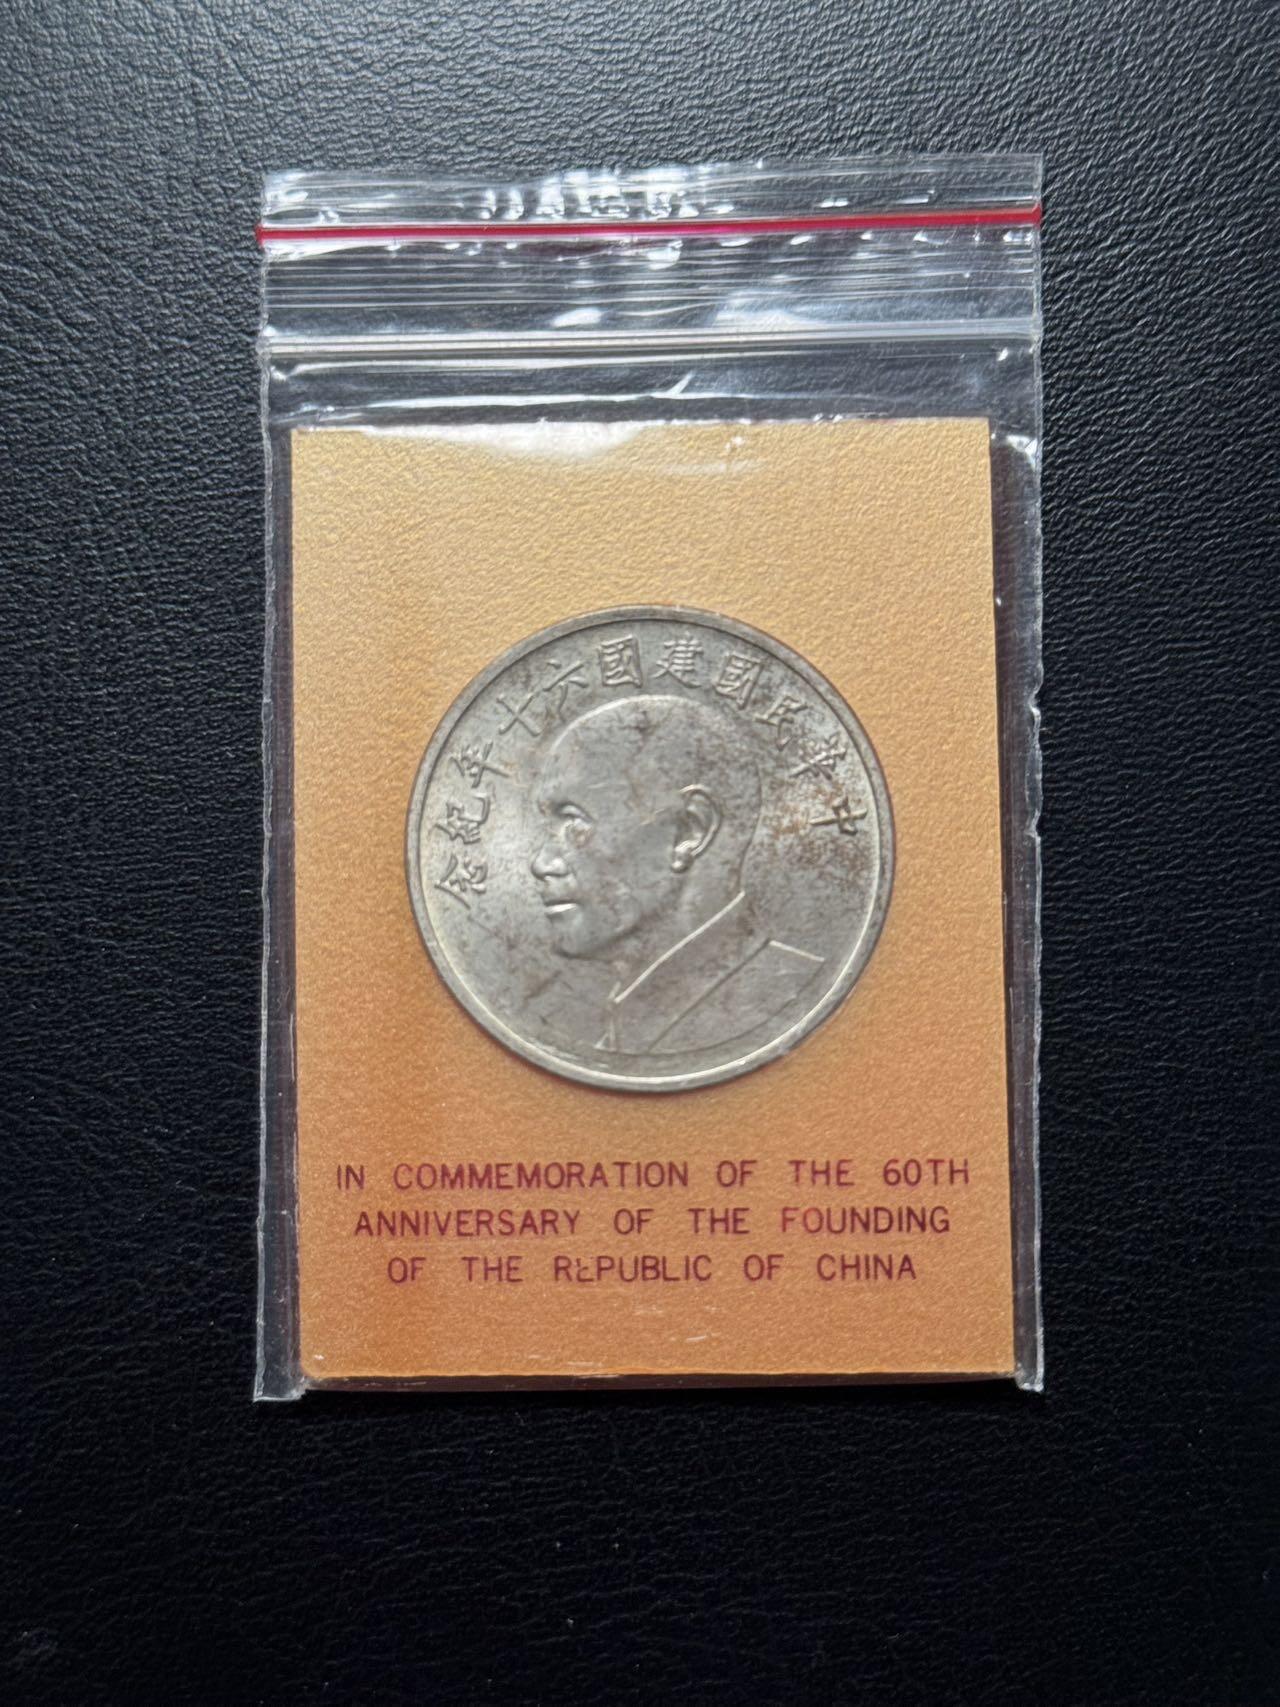 中華民國建國六十年紀念
IN COMMEMORATION OF THE 60TH
ANNIVERSARY OF THE FOUNDING
OF THE REPUBLIC OF CHINA